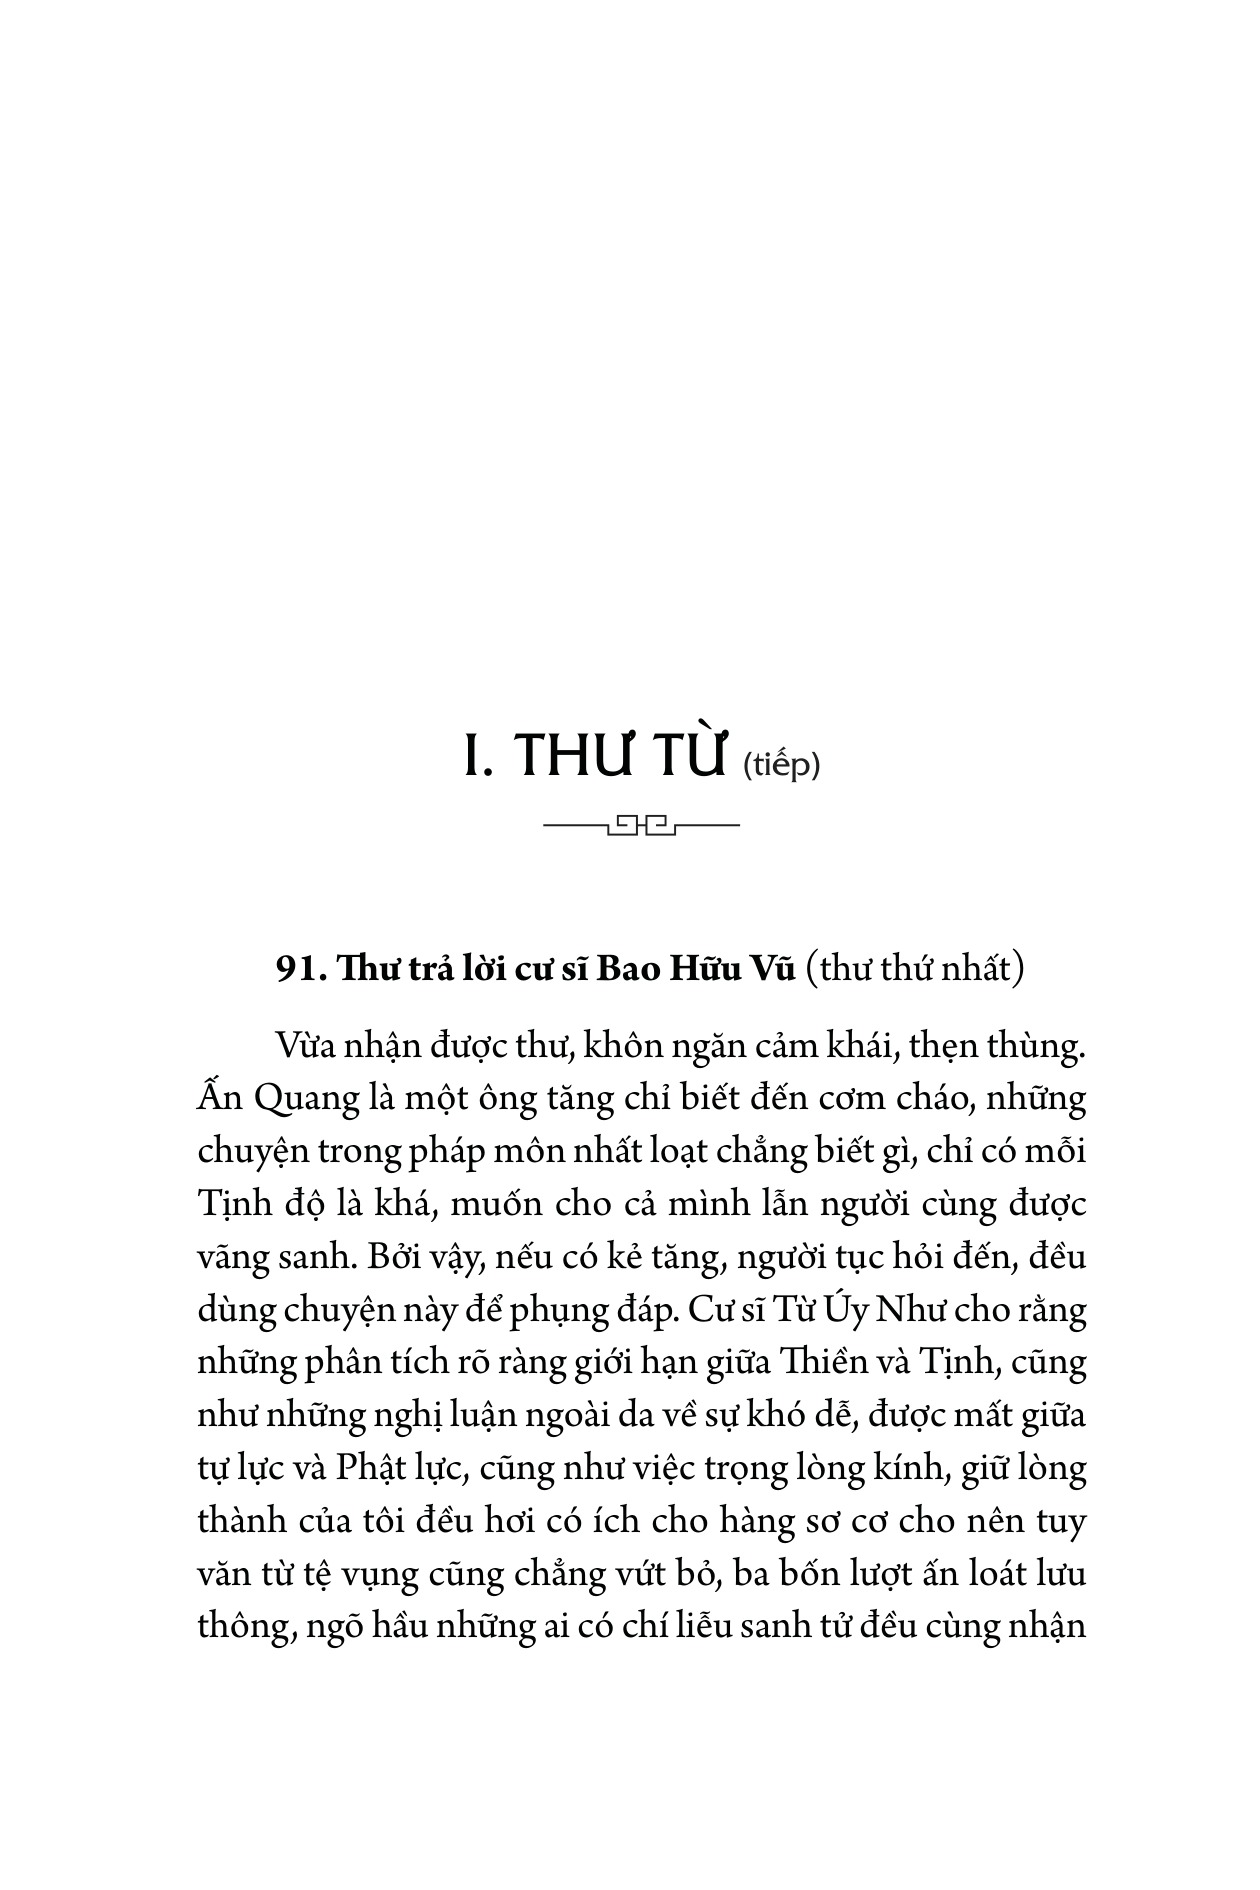 I. THƯ TỪ (tiếp)
91. Thư trả lời cư sĩ Bao Hữu Vũ (thư thứ nhất)
Vừa nhận được thư, khôn ngăn cảm khái, thẹn thùng.
Ấn Quang là một ông tăng chỉ biết đến cơm cháo, những
chuyện trong pháp môn nhất loạt chẳng biết gì, chỉ có mỗi
Tịnh độ là khá, muốn cho cả mình lẫn người cùng được
vãng sanh. Bởi vậy, nếu có kẻ tăng, người tục hỏi đến, đều
dùng chuyện này để phụng đáp. Cư sĩ Từ Úy Như cho rằng
những phân tích rõ ràng giới hạn giữa Thiền và Tịnh, cũng
như những nghị luận ngoài da về sự khó dễ, được mất giữa
tự lực và Phật lực, cũng như việc trọng lòng kính, giữ lòng
thành của tôi đều hơi có ích cho hàng sơ cơ cho nên tuy
văn từ tệ vụng cũng chẳng vứt bỏ, ba bốn lượt ấn loát lưu
thông, ngõ hầu những ai có chí liễu sanh tử đều cùng nhận